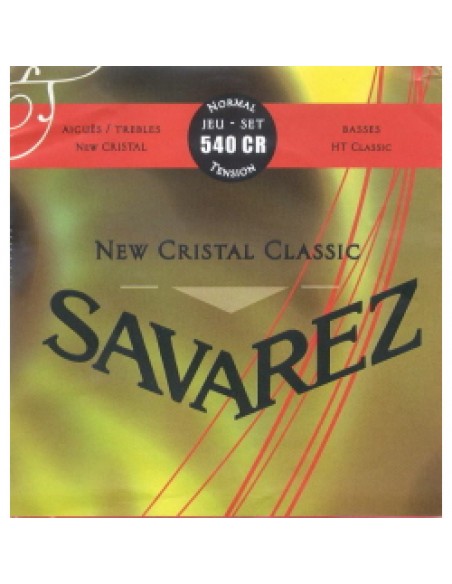 NORMAL
JEU - SET
540 CR
TENSION
AIGUËS / TREBLES
NEW CRISTAL
BASSES
HT CLASSIC
NEW CRISTAL CLASSIC
SAVAREZ